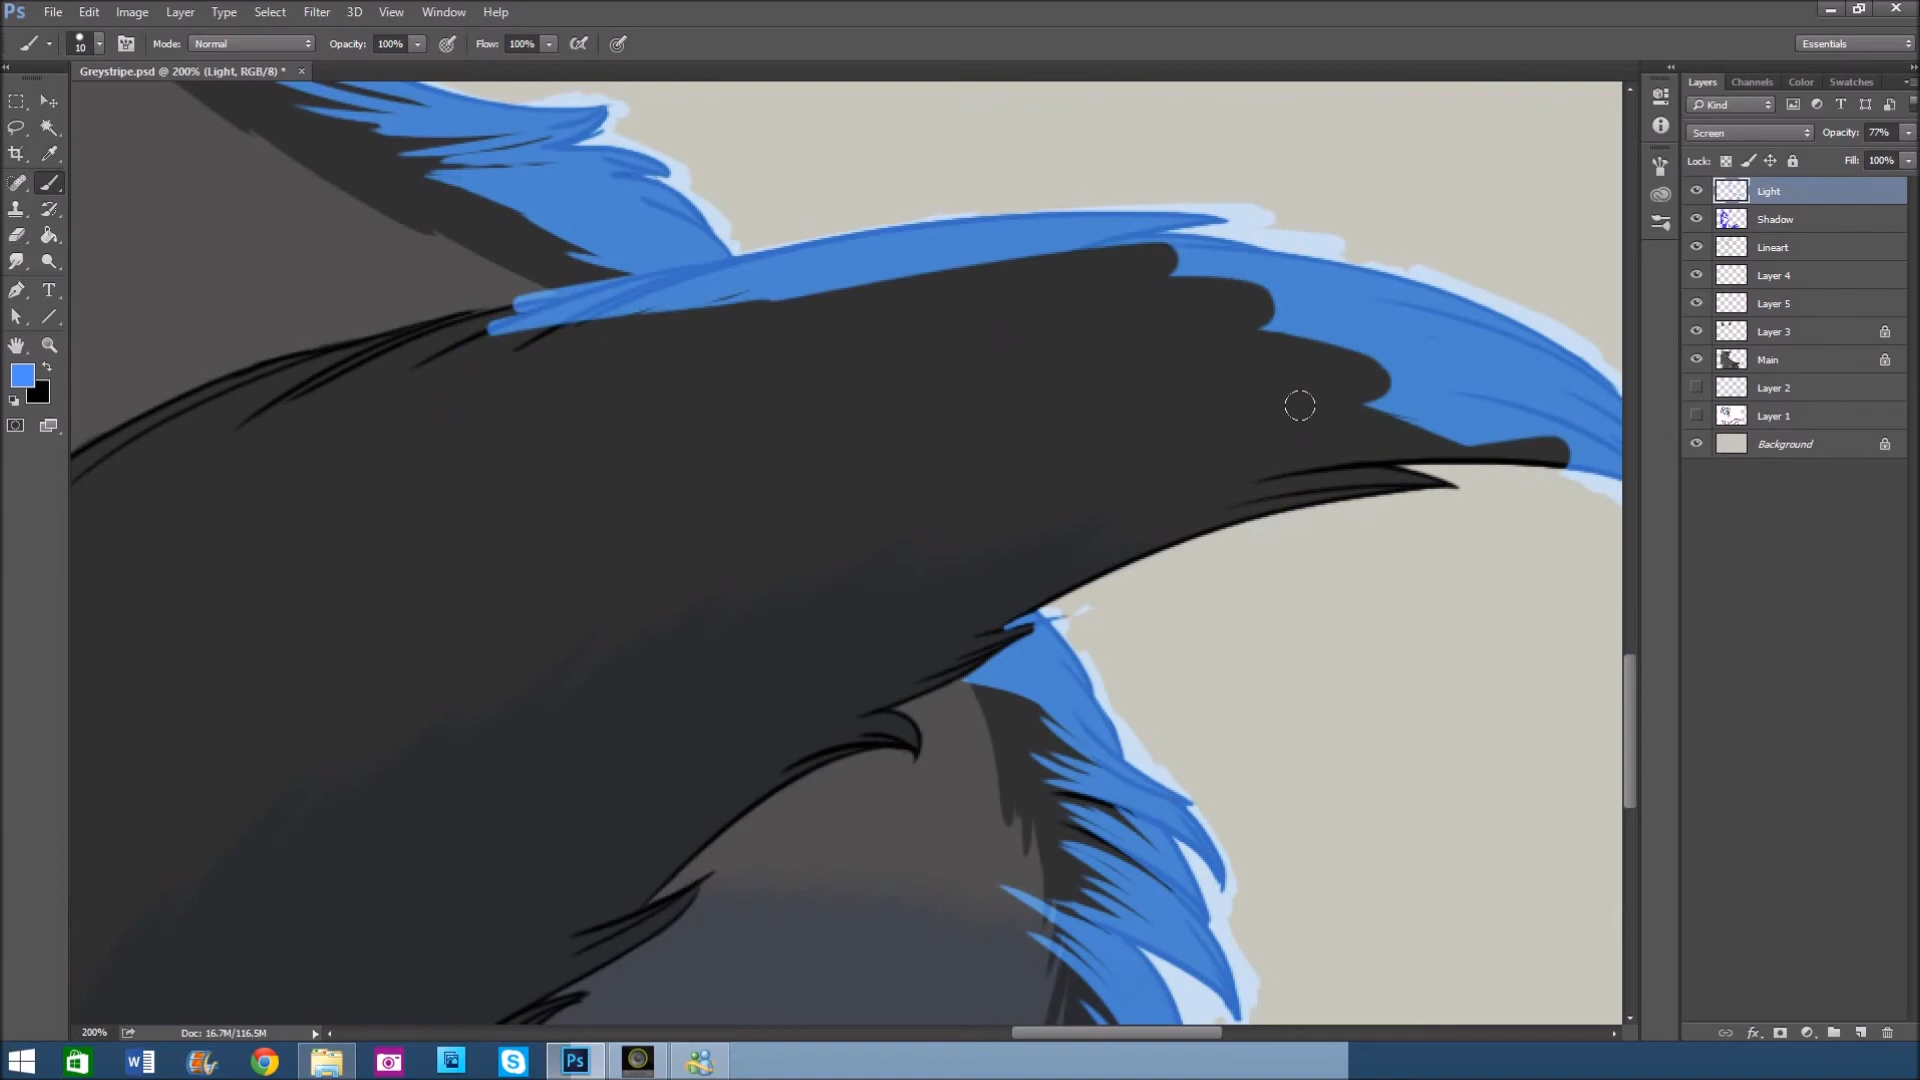 Ps File Edit Image Layer Type Select Filter 3D View Window Help
10 Mode: Normal Opacity: 100% Flow: 100% Essentials
Greystripe.psd @ 200% (Light, RGB/8) * ×
Layers Channels Color Swatches
Kind
Screen Opacity: 77%
Lock: Fill: 100%
Light
Shadow
Lineart
Layer 4
Layer 5
Layer 3
Main
Layer 2
Layer 1
Background
200% Doc: 16.7M/116.5M
fx
Ps